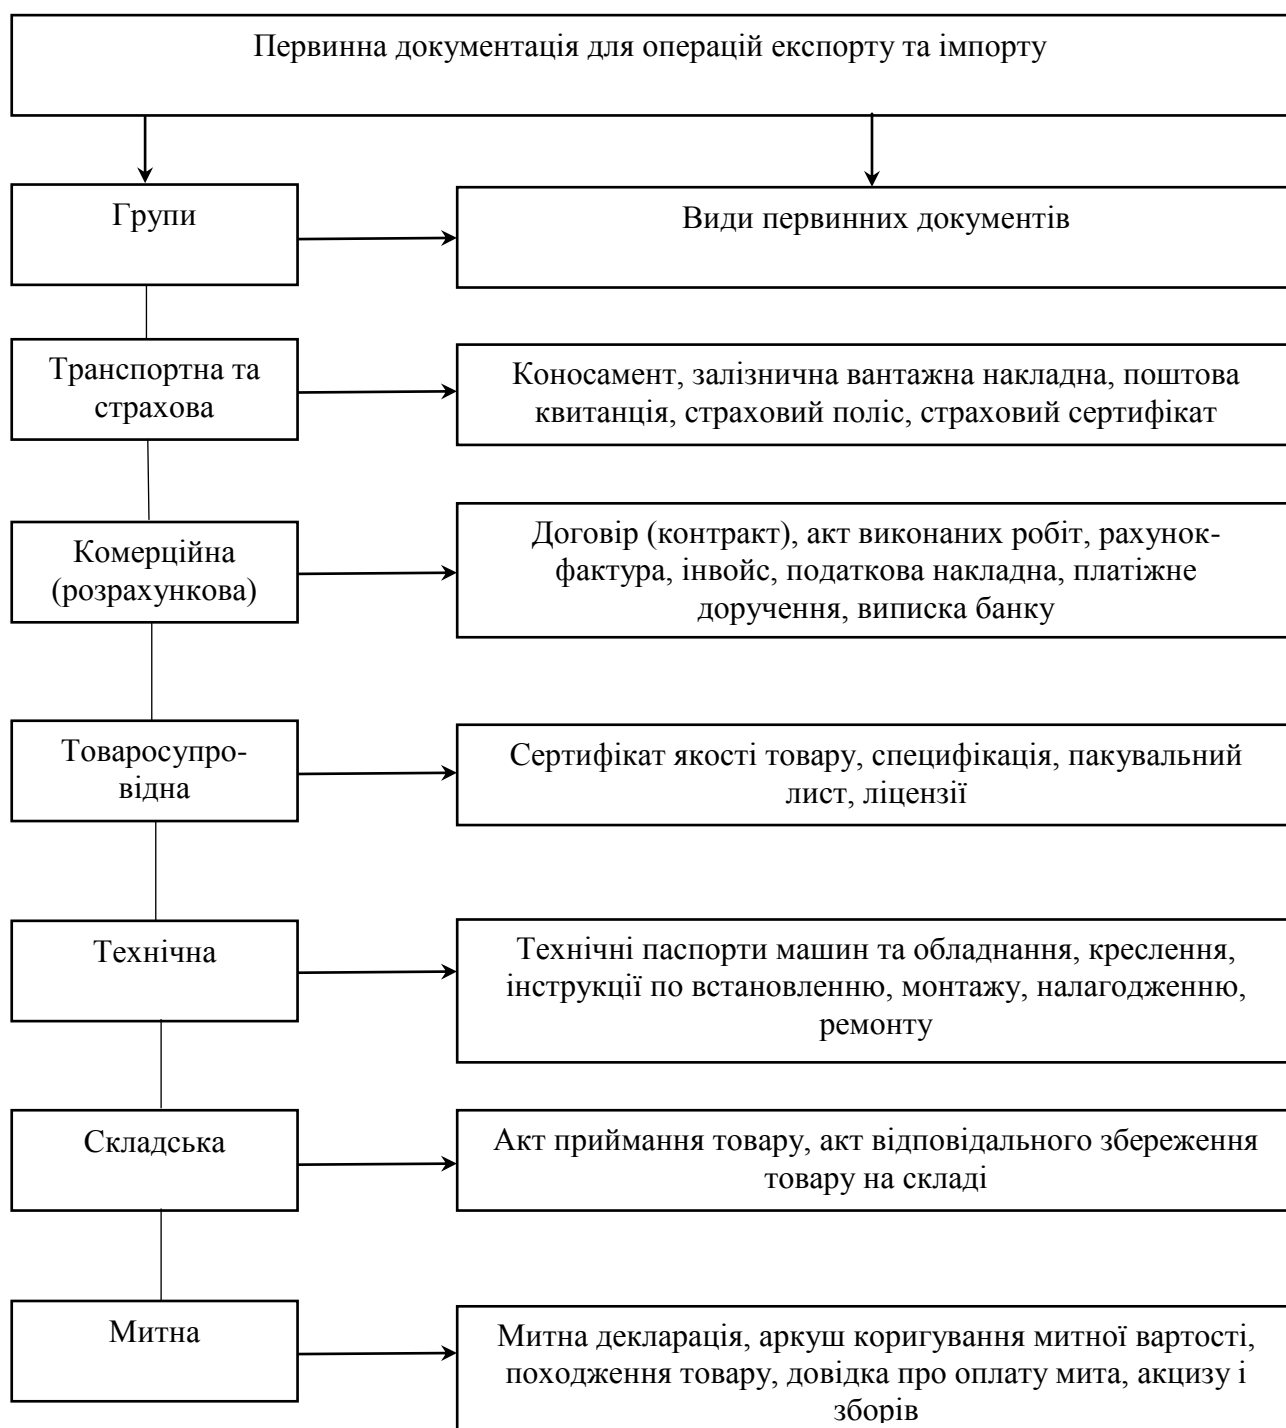 Первинна документація для операцій експорту та імпорту
Групи
Види первинних документів
Транспортна та
страхова
Коносамент, залізнична вантажна накладна, поштова
квитанція, страховий поліс, страховий сертифікат
Комерційна
(розрахункова)
Договір (контракт), акт виконаних робіт, рахунок-
фактура, інвойс, податкова накладна, платіжне
доручення, виписка банку
Товаросупро-
відна
Сертифікат якості товару, специфікація, пакувальний
лист, ліцензії
Технічна
Технічні паспорти машин та обладнання, креслення,
інструкції по встановленню, монтажу, налагодженню,
ремонту
Складська
Акт приймання товару, акт відповідального збереження
товару на складі
Митна
Митна декларація, аркуш коригування митної вартості,
походження товару, довідка про оплату мита, акцизу і
зборів